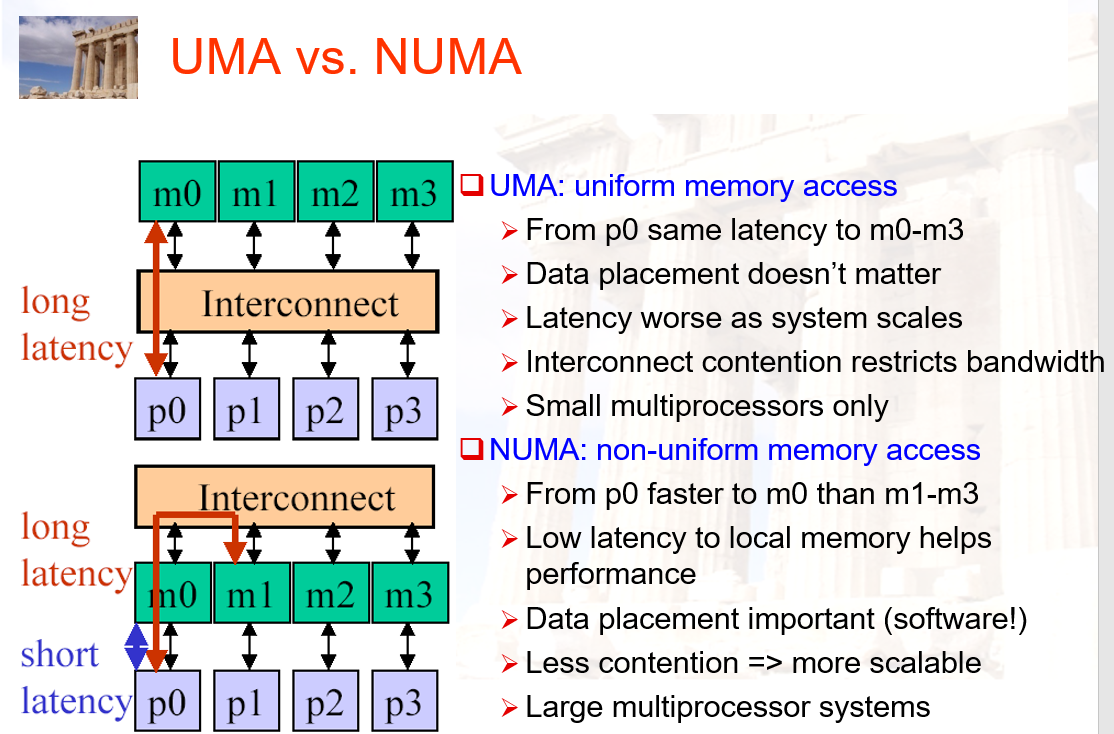 UMA vs. NUMA
m0 m1 m2 m3
Interconnect
long
latency
p0 p1 p2 p3
Interconnect
long
latency
m0 m1 m2 m3
short
latency
p0 p1 p2 p3
UMA: uniform memory access
From p0 same latency to m0-m3
Data placement doesn’t matter
Latency worse as system scales
Interconnect contention restricts bandwidth
Small multiprocessors only
NUMA: non-uniform memory access
From p0 faster to m0 than m1-m3
Low latency to local memory helps
performance
Data placement important (software!)
Less contention => more scalable
Large multiprocessor systems